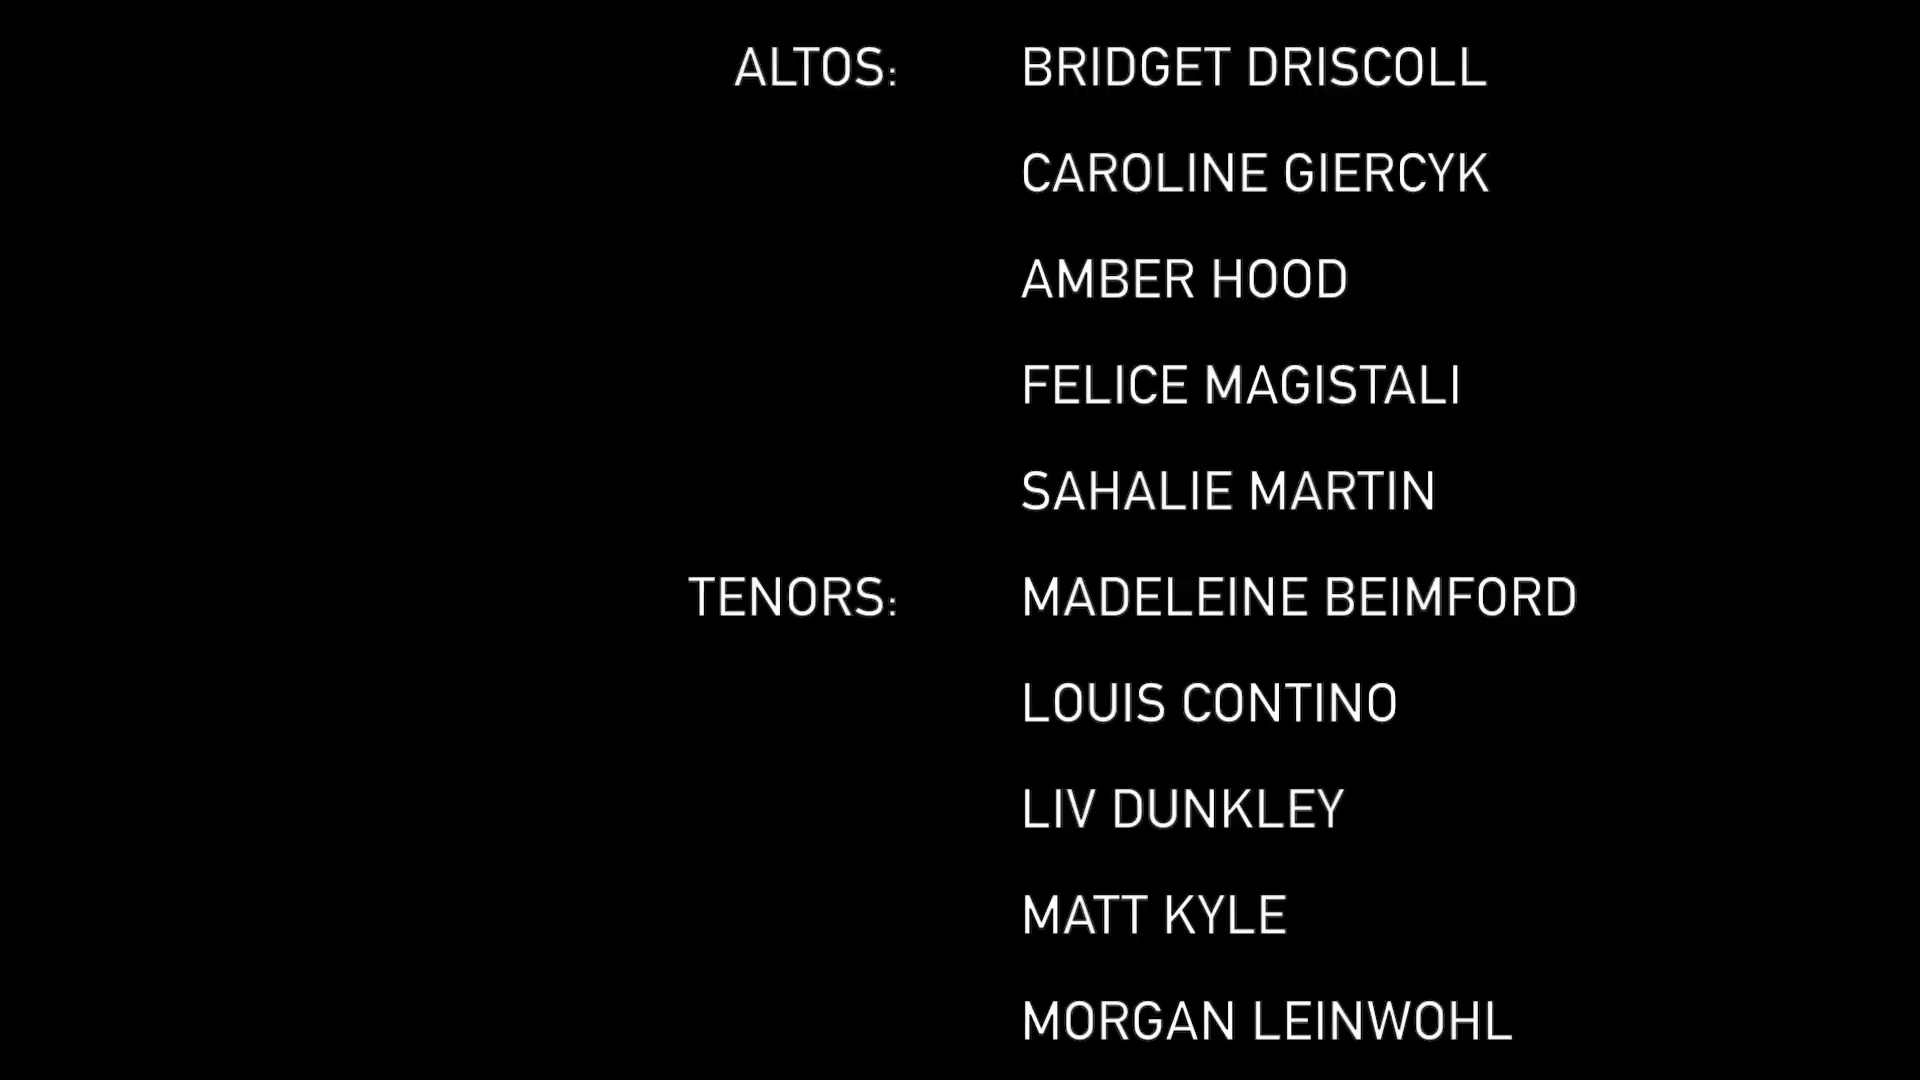 ALTOS: BRIDGET DRISCOLL
CAROLINE GIERCYK
AMBER HOOD
FELICE MAGISTALI
SAHALIE MARTIN
TENORS: MADELEINE BEIMFORD
LOUIS CONTINO
LIV DUNKLEY
MATT KYLE
MORGAN LEINWOHL